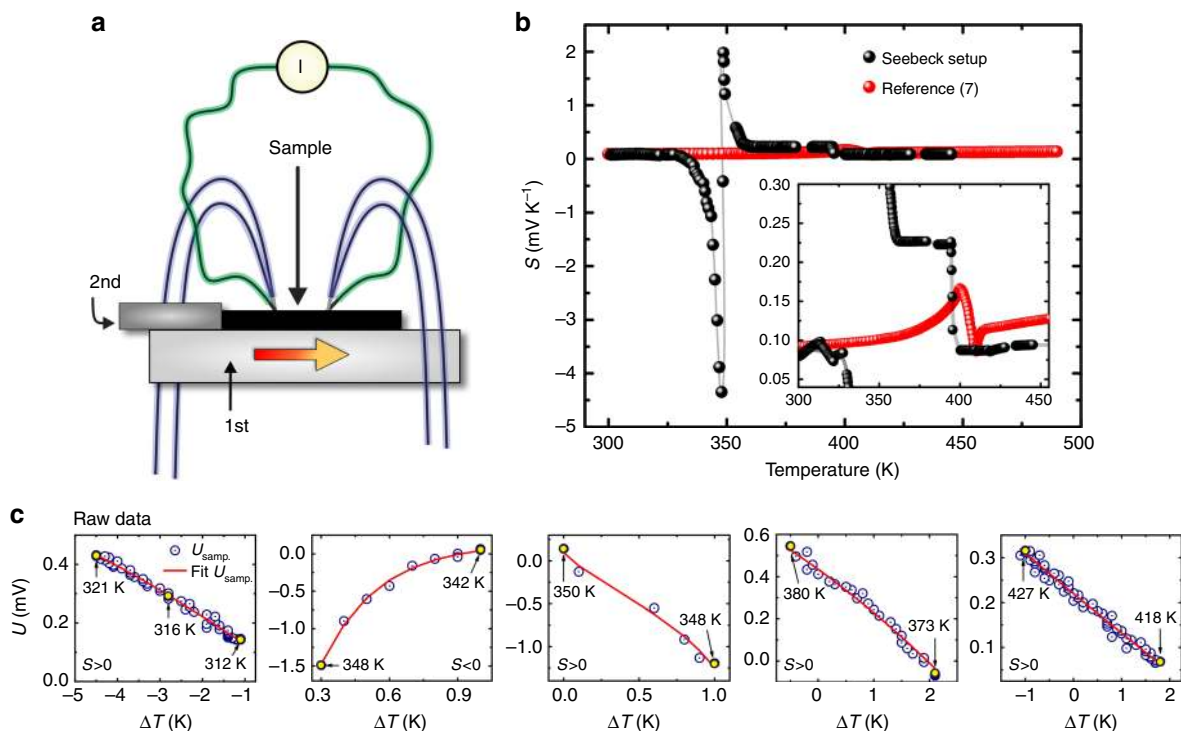 a
I
Sample
2nd
1st
b
2
1
0
–1
–2
–3
–4
–5
S (mV K⁻¹)
Seebeck setup
Reference (7)
0.30
0.25
0.20
0.15
0.10
0.05
300 350 400 450
300 350 400 450 500
Temperature (K)
c
Raw data
U (mV)
0.4
0.2
0.0
U_samp.
Fit U_samp.
321 K
316 K
312 K
S>0
–5 –4 –3 –2 –1
ΔT (K)
0.0
–0.5
–1.0
–1.5
342 K
348 K
S<0
0.3 0.6 0.9
ΔT (K)
0.0
–0.5
–1.0
350 K
348 K
S>0
0.0 0.5 1.0
ΔT (K)
0.6
0.4
0.2
0.0
380 K
373 K
S>0
0 1 2
ΔT (K)
0.3
0.2
0.1
427 K
418 K
S>0
–1 0 1 2
ΔT (K)